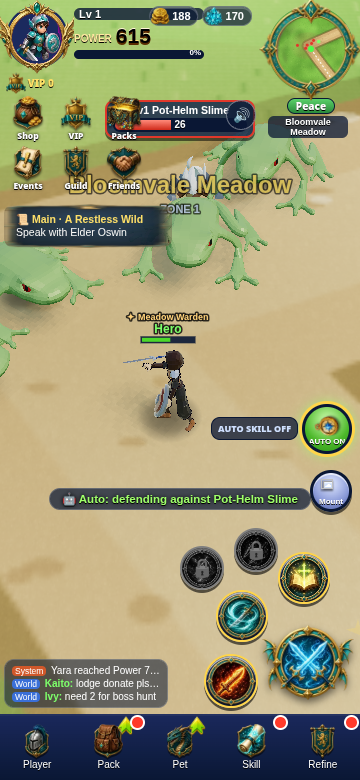 Lv 1
188
170
POWER 615
0%
VIP 0
Shop
VIP
Packs
Pot-Helm Slime
26
Peace
Bloomvale
Meadow
Events
Guild
Friends
Bloomvale Meadow
ZONE 1
Main · A Restless Wild
Speak with Elder Oswin
Meadow Warden
Hero
AUTO SKILL OFF
AUTO ON
Auto: defending against Pot-Helm Slime
Mount
System Yara reached Power 7…
World Kaito: lodge donate pls…
World Ivy: need 2 for boss hunt
Player
Pack
Pet
Skill
Refine